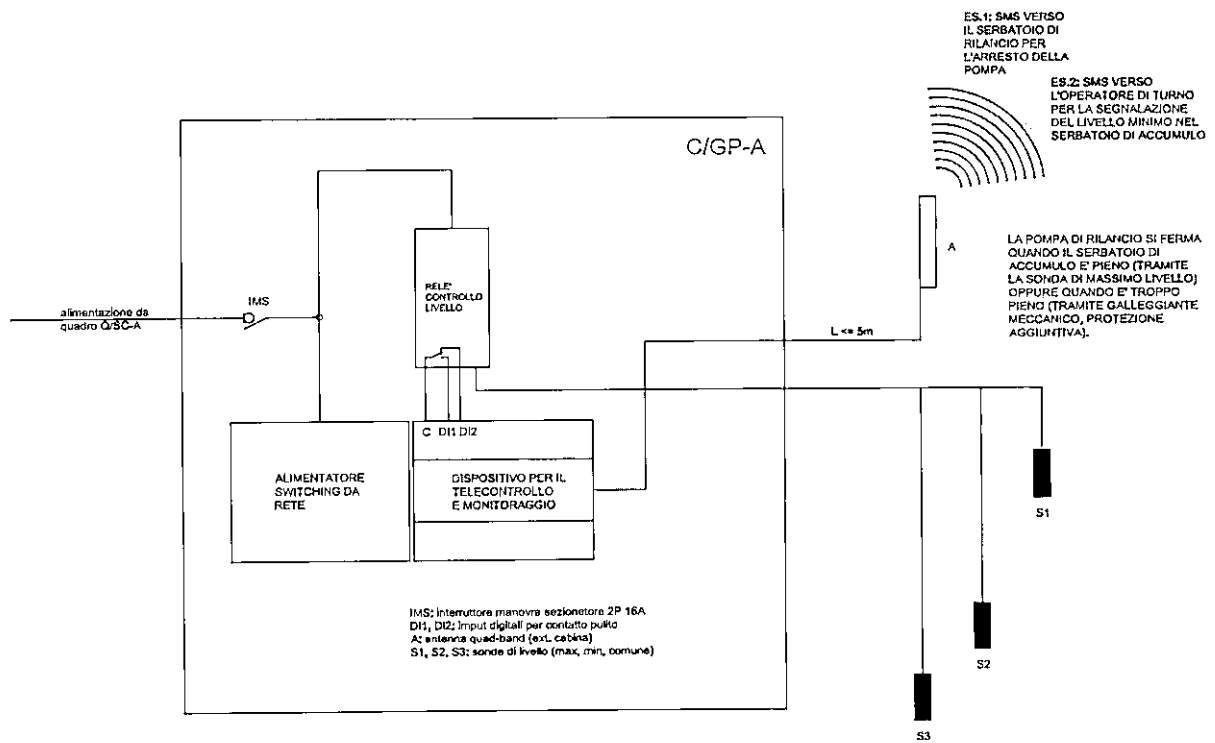 ES.1: SMS VERSO
IL SERBATOIO DI
RILANCIO PER
L'ARRESTO DELLA
POMPA
ES.2: SMS VERSO
L'OPERATORE DI TURNO
PER LA SEGNALAZIONE
DEL LIVELLO MINIMO NEL
SERBATOIO DI ACCUMULO
C/GP-A
A
LA POMPA DI RILANCIO SI FERMA
QUANDO IL SERBATOIO DI
ACCUMULO E' PIENO (TRAMITE
LA SONDA DI MASSIMO LIVELLO)
OPPURE QUANDO E' TROPPO
PIENO (TRAMITE GALLEGGIANTE
MECCANICO, PROTEZIONE
AGGIUNTIVA).
RELE'
CONTROLLO
LIVELLO
IMS
alimentazione da
quadro Q/SC-A
L <= 5m
C DI1 DI2
ALIMENTATORE
SWITCHING DA
RETE
DISPOSITIVO PER IL
TELECONTROLLO
E MONITORAGGIO
S1
IMS: interruttore manovra sezionatore 2P 16A
DI1, DI2: Imput digitali per contatto pulito
A: antenna quad-band (ext. cabina)
S1, S2, S3: sonde di livello (max, min, comune)
S2
S3